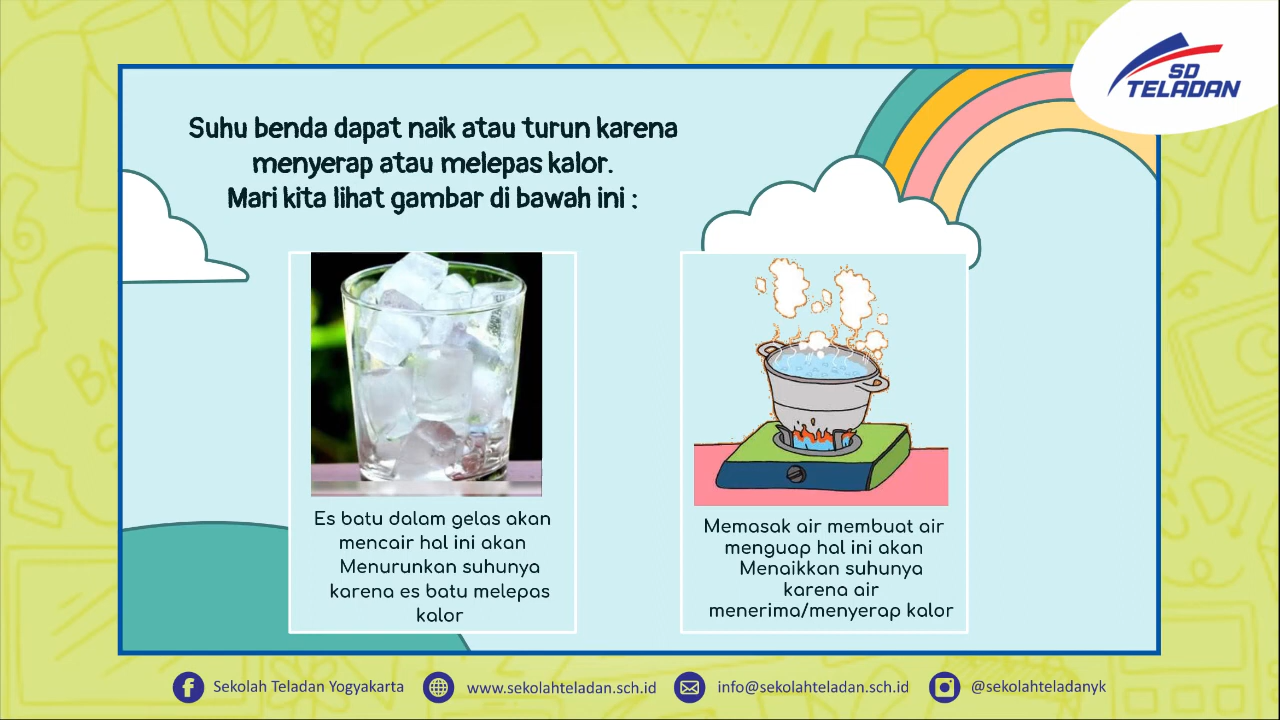 SD
TELADAN
Suhu benda dapat naik atau turun karena
menyerap atau melepas kalor.
Mari kita lihat gambar di bawah ini :
Es batu dalam gelas akan
mencair hal ini akan
Menurunkan suhunya
karena es batu melepas
kalor
Memasak air membuat air
menguap hal ini akan
Menaikkan suhunya
karena air
menerima/menyerap kalor
Sekolah Teladan Yogyakarta
www.sekolahteladan.sch.id
info@sekolahteladan.sch.id
@sekolahteladanyk